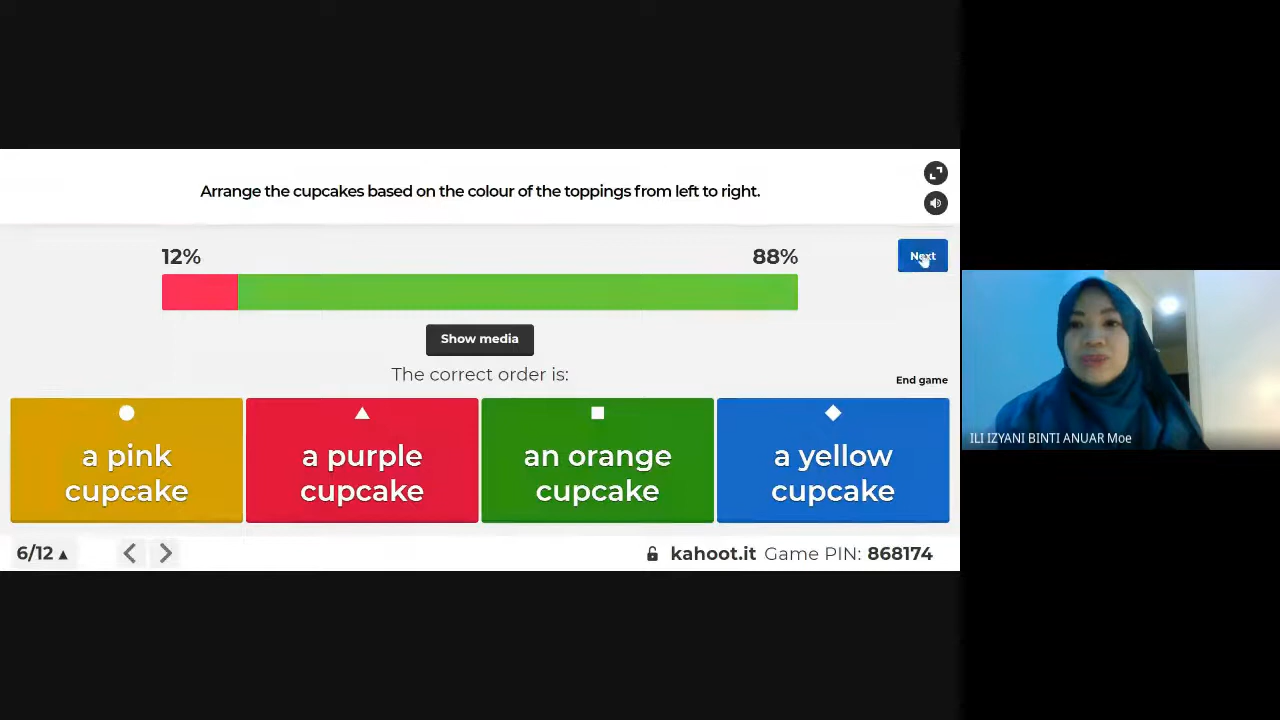 Arrange the cupcakes based on the colour of the toppings from left to right.
12%
88%
Next
Show media
The correct order is:
End game
a pink
cupcake
a purple
cupcake
an orange
cupcake
a yellow
cupcake
6/12
kahoot.it Game PIN: 868174
ILI IZYANI BINTI ANUAR Moe